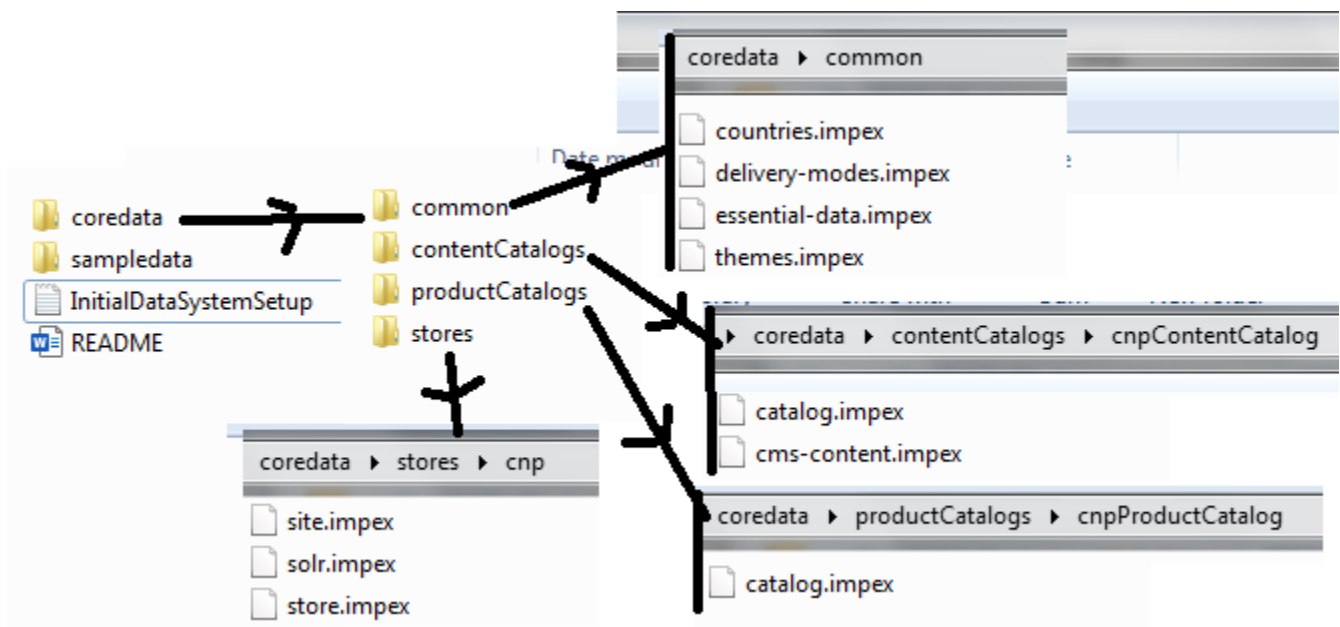 coredata ▸ common
countries.impex
delivery-modes.impex
essential-data.impex
themes.impex
coredata
sampledata
InitialDataSystemSetup
README
common
contentCatalogs
productCatalogs
stores
coredata ▸ contentCatalogs ▸ cnpContentCatalog
catalog.impex
cms-content.impex
coredata ▸ stores ▸ cnp
site.impex
solr.impex
store.impex
coredata ▸ productCatalogs ▸ cnpProductCatalog
catalog.impex